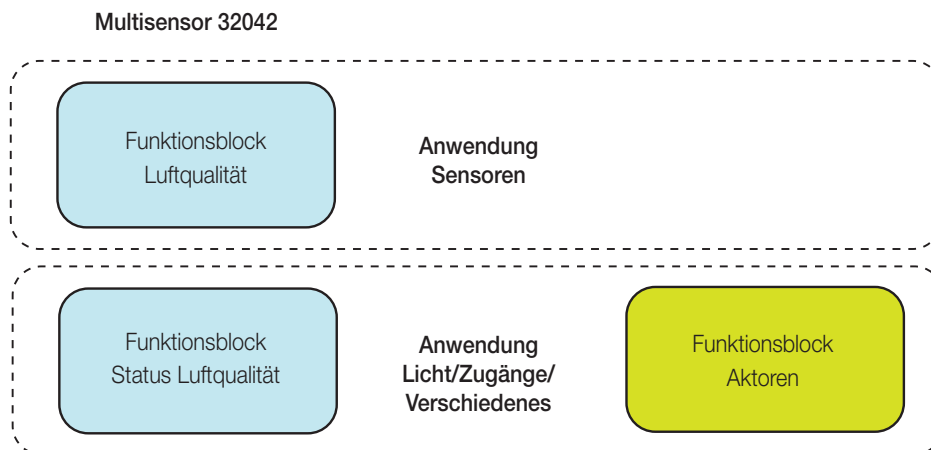 Multisensor 32042
Funktionsblock
Luftqualität
Anwendung
Sensoren
Funktionsblock
Status Luftqualität
Anwendung
Licht/Zugänge/
Verschiedenes
Funktionsblock
Aktoren